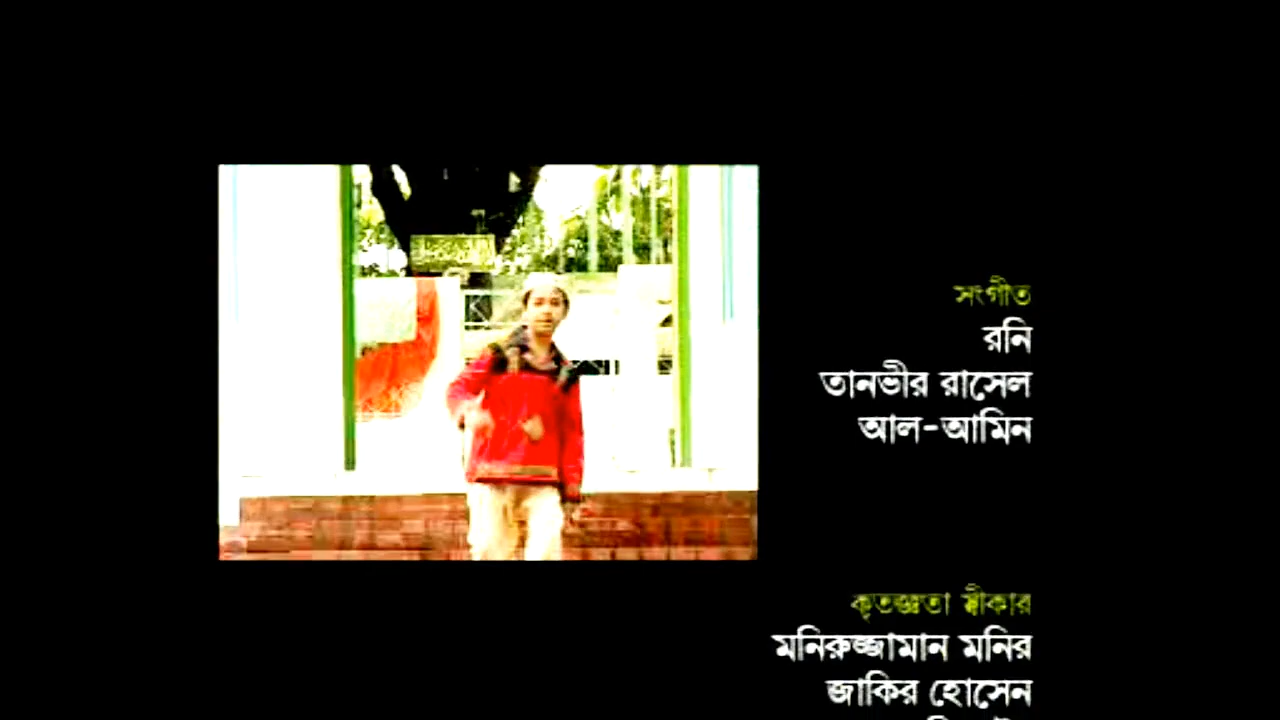 সংগীত
রনি
তানভীর রাসেল
আল-আমিন
কৃতজ্ঞতা স্বীকার
মনিরুজ্জামান মনির
জাকির হোসেন